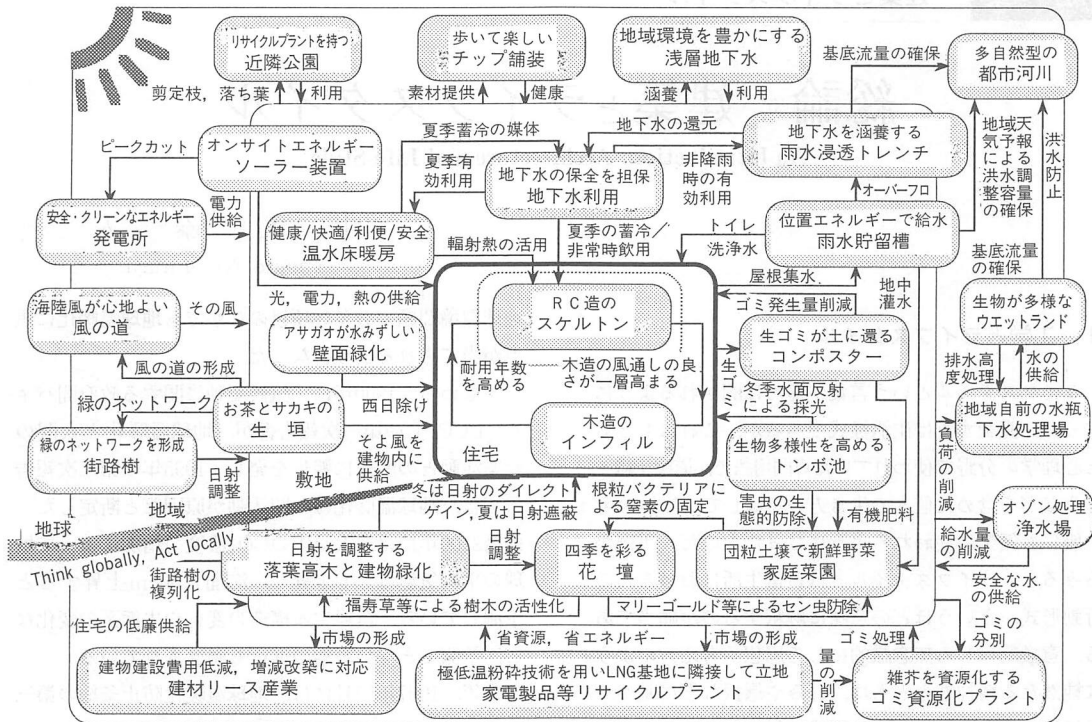 リサイクルプラントを持つ
近隣公園
歩いて楽しい
チップ舗装
地域環境を豊かにする
浅層地下水
基底流量の確保
多自然型の
都市河川
剪定枝，落ち葉
利用
素材提供
健康
涵養
利用
ピークカット
オンサイトエネルギー
ソーラー装置
夏季蓄冷の媒体
夏季有
効利用
地下水の還元
地下水の保全を担保
地下水利用
非降雨
時の有
効利用
地下水を涵養する
雨水浸透トレンチ
地域天
気予報
による
洪水調
整容量
の確保
洪水防止
オーバーフロ
安全・クリーンなエネルギー
発電所
電力
供給
健康/快適/利便/安全
温水床暖房
輻射熱の活用
夏季の蓄冷／
非常時飲用
トイレ
洗浄水
位置エネルギーで給水
雨水貯留槽
基底流量
の確保
屋根集水
地中
灌水
光，電力，熱の供給
海陸風が心地よい
風の道
その風
アサガオが水みずしい
壁面緑化
ＲＣ造の
スケルトン
ゴミ発生量削減
生ゴミが土に還る
コンポスター
生物が多様な
ウエットランド
風の道の形成
耐用年数
を高める
木造の風通しの良
さが一層高まる
生ゴミ
冬季水面反射
による採光
排水高
度処理
水の
供給
緑のネットワーク
お茶とサカキの
生　垣
西日除け
木造の
インフィル
生物多様性を高める
トンボ池
地域自前の水瓶
下水処理場
緑のネットワークを形成
街路樹
日射
調整
そよ風を
建物内に
供給
住宅
負荷の削減
敷地
地域
地球
Think globally, Act locally
冬は日射のダイレクト
ゲイン，夏は日射遮蔽
根粒バクテリアに
よる窒素の固定
害虫の生
態的防除
有機肥料
オゾン処理
浄水場
給水量
の削減
街路樹の
複列化
日射を調整する
落葉高木と建物緑化
日射
調整
四季を彩る
花　壇
団粒土壌で新鮮野菜
家庭菜園
安全な水
の供給
福寿草等による樹木の活性化
マリーゴールド等によるセン虫防除
住宅の低廉供給
市場の形成
省資源，省エネルギー
市場の形成
ゴミ処理
ゴミの
分別
建物建設費用低減，増減改築に対応
建材リース産業
極低温粉砕技術を用いLNG基地に隣接して立地
家電製品等リサイクルプラント
量の削減
雑芥を資源化する
ゴミ資源化プラント